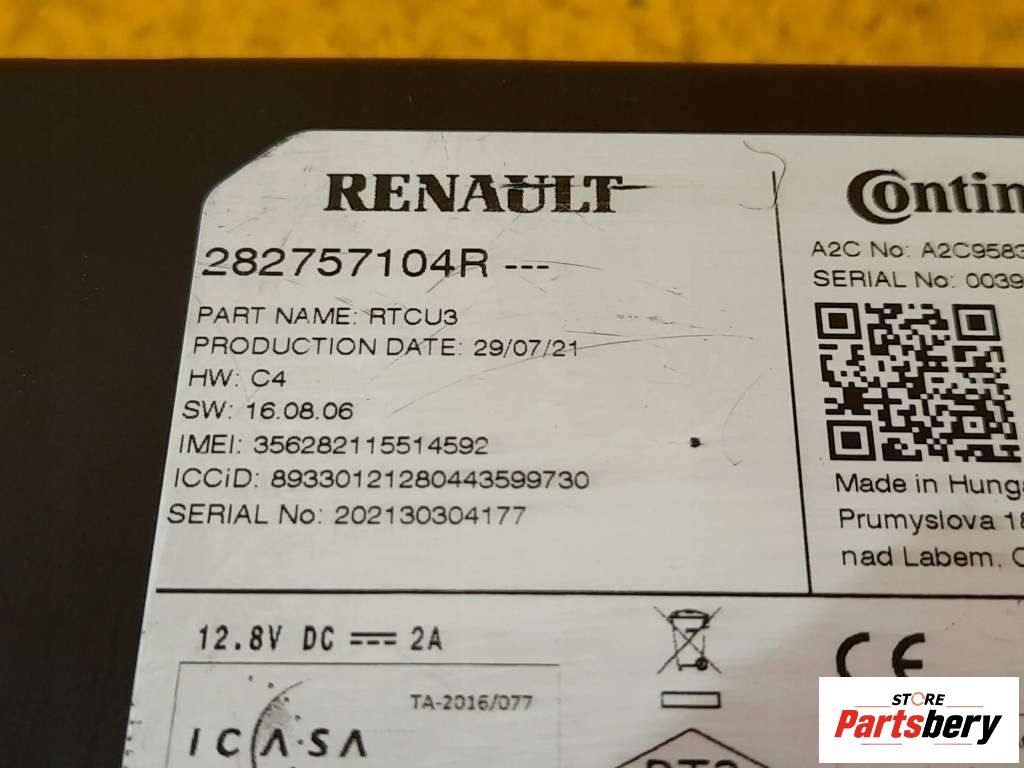 RENAULT
282757104R ---
PART NAME: RTCU3
PRODUCTION DATE: 29/07/21
HW: C4
SW: 16.08.06
IMEI: 356282115514592
ICCiD: 89330121280443599730
SERIAL No: 202130304177
Contin
A2C No: A2C9583
SERIAL No: 0039
Made in Hunga
Prumyslova 18
nad Labem, C
12.8V DC 2A
TA-2016/077
ICASA
CE
STORE
Partsbery